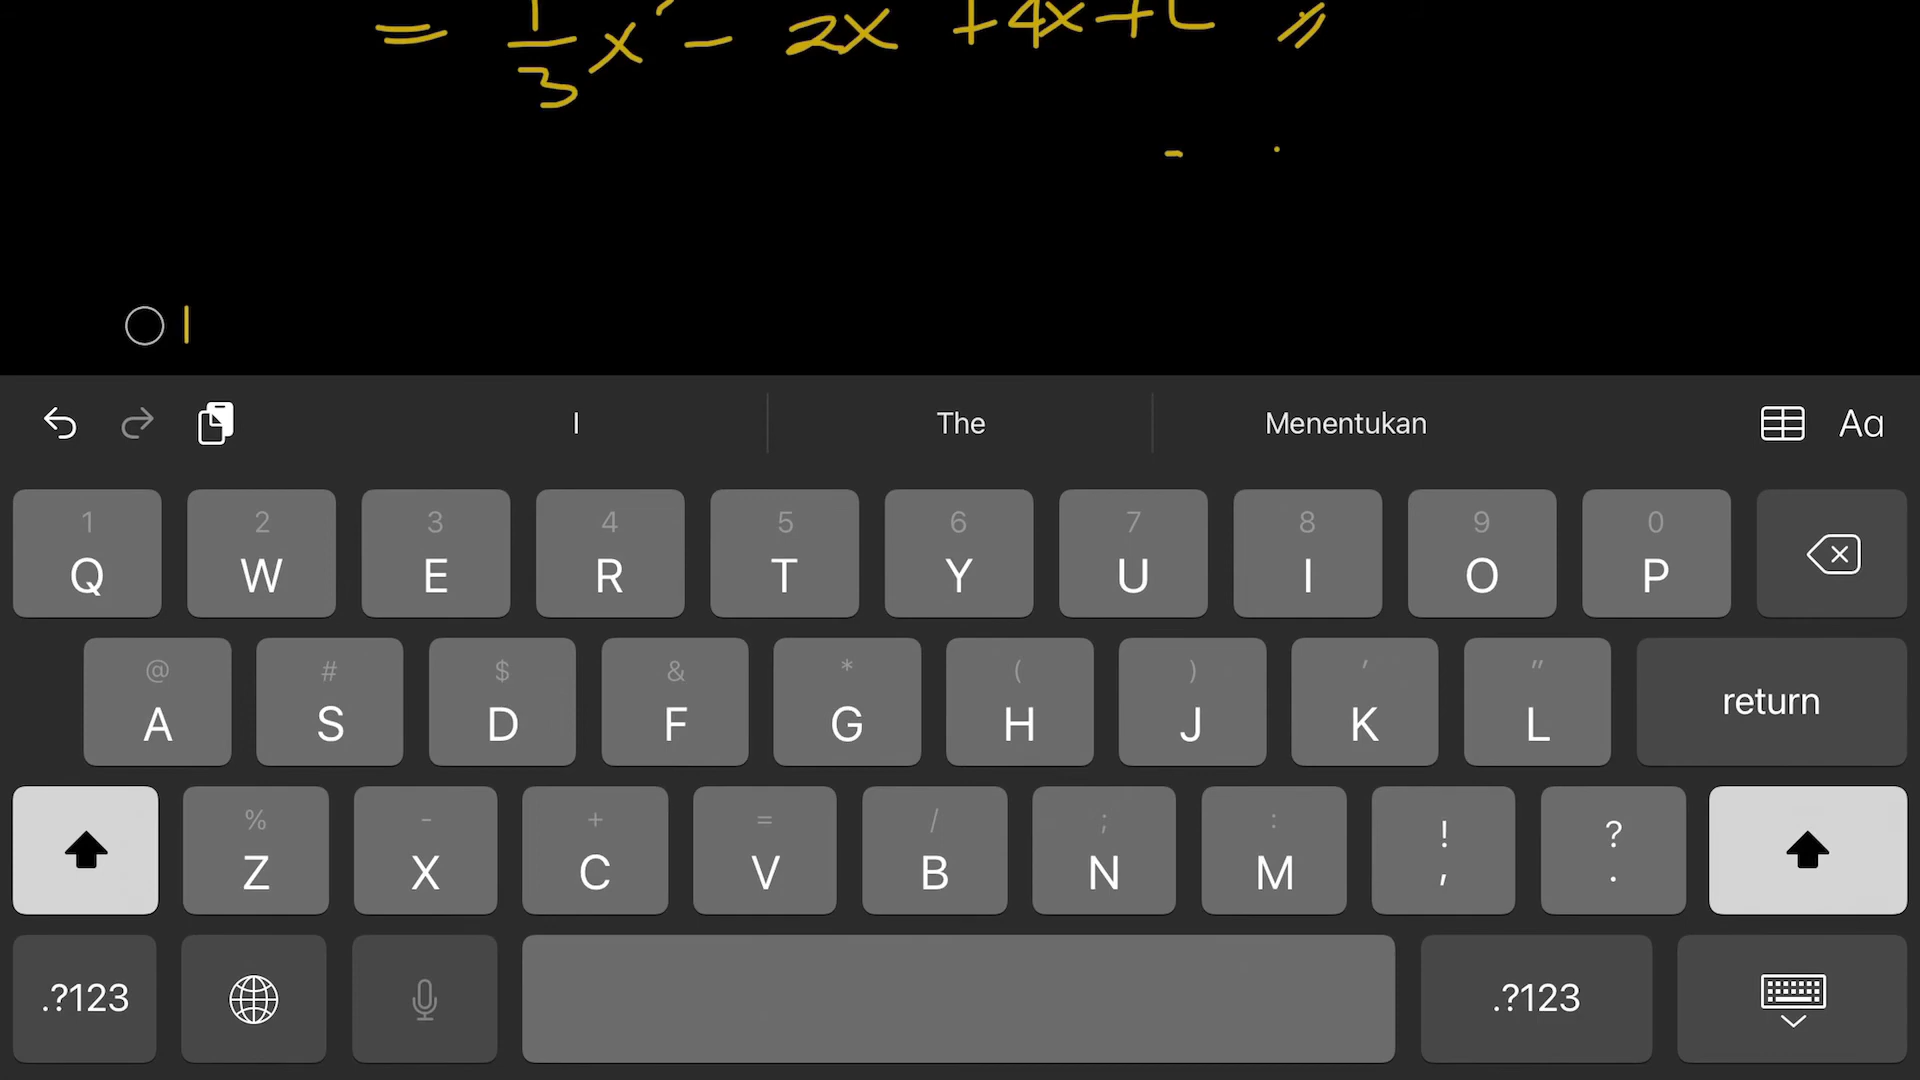 = 1/3 x - 2x + 4x + C //
I The Menentukan Aa
1 2 3 4 5 6 7 8 9 0
Q W E R T Y U I O P
@ # $ & * ( ) ' "
A S D F G H J K L return
% - + = / ; : ! ?
Z X C V B N M , .
.?123 .?123